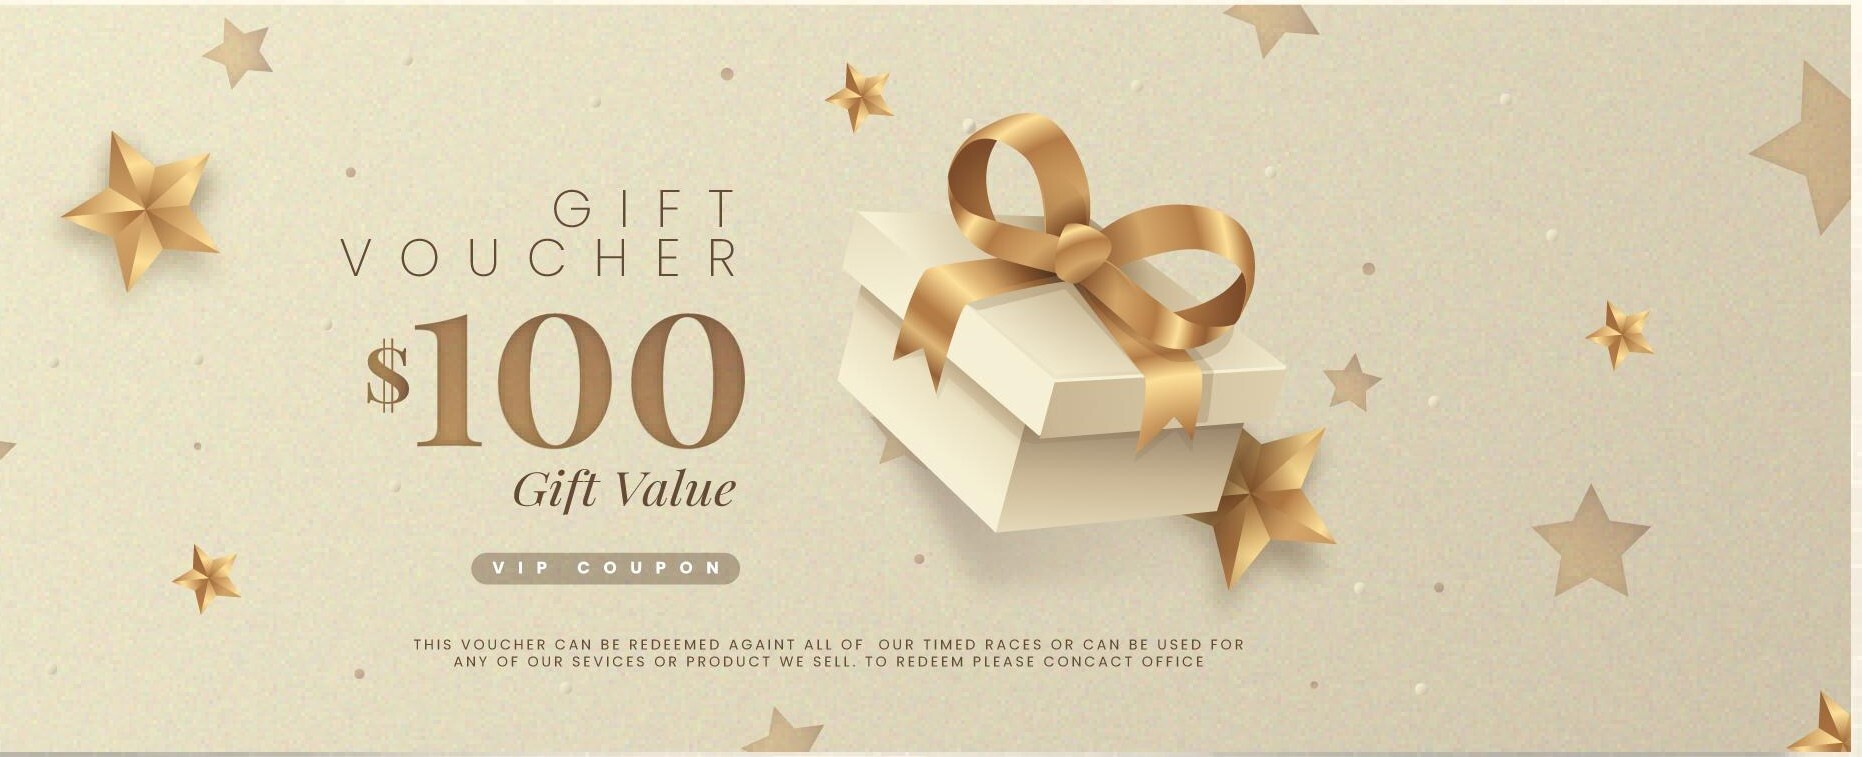 GIFT
VOUCHER
$100
Gift Value
VIP COUPON
THIS VOUCHER CAN BE REDEEMED AGAINT ALL OF OUR TIMED RACES OR CAN BE USED FOR
ANY OF OUR SEVICES OR PRODUCT WE SELL. TO REDEEM PLEASE CONCACT OFFICE